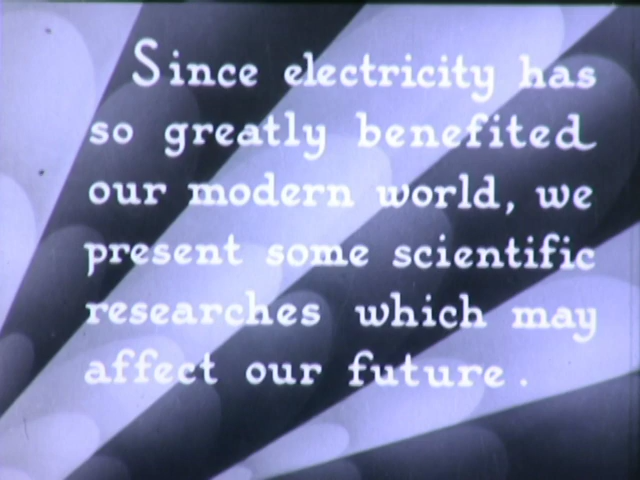 Since electricity has
so greatly benefited
our modern world, we
present some scientific
researches which may
affect our future.